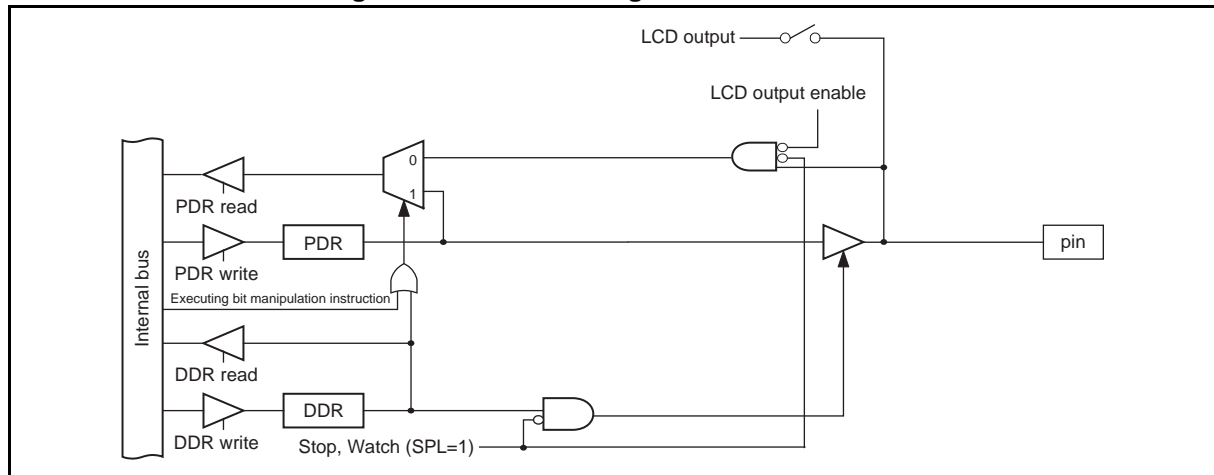 LCD output
LCD output enable
0
1
PDR read
PDR
pin
PDR write
Executing bit manipulation instruction
Internal bus
DDR read
DDR
DDR write
Stop, Watch (SPL=1)